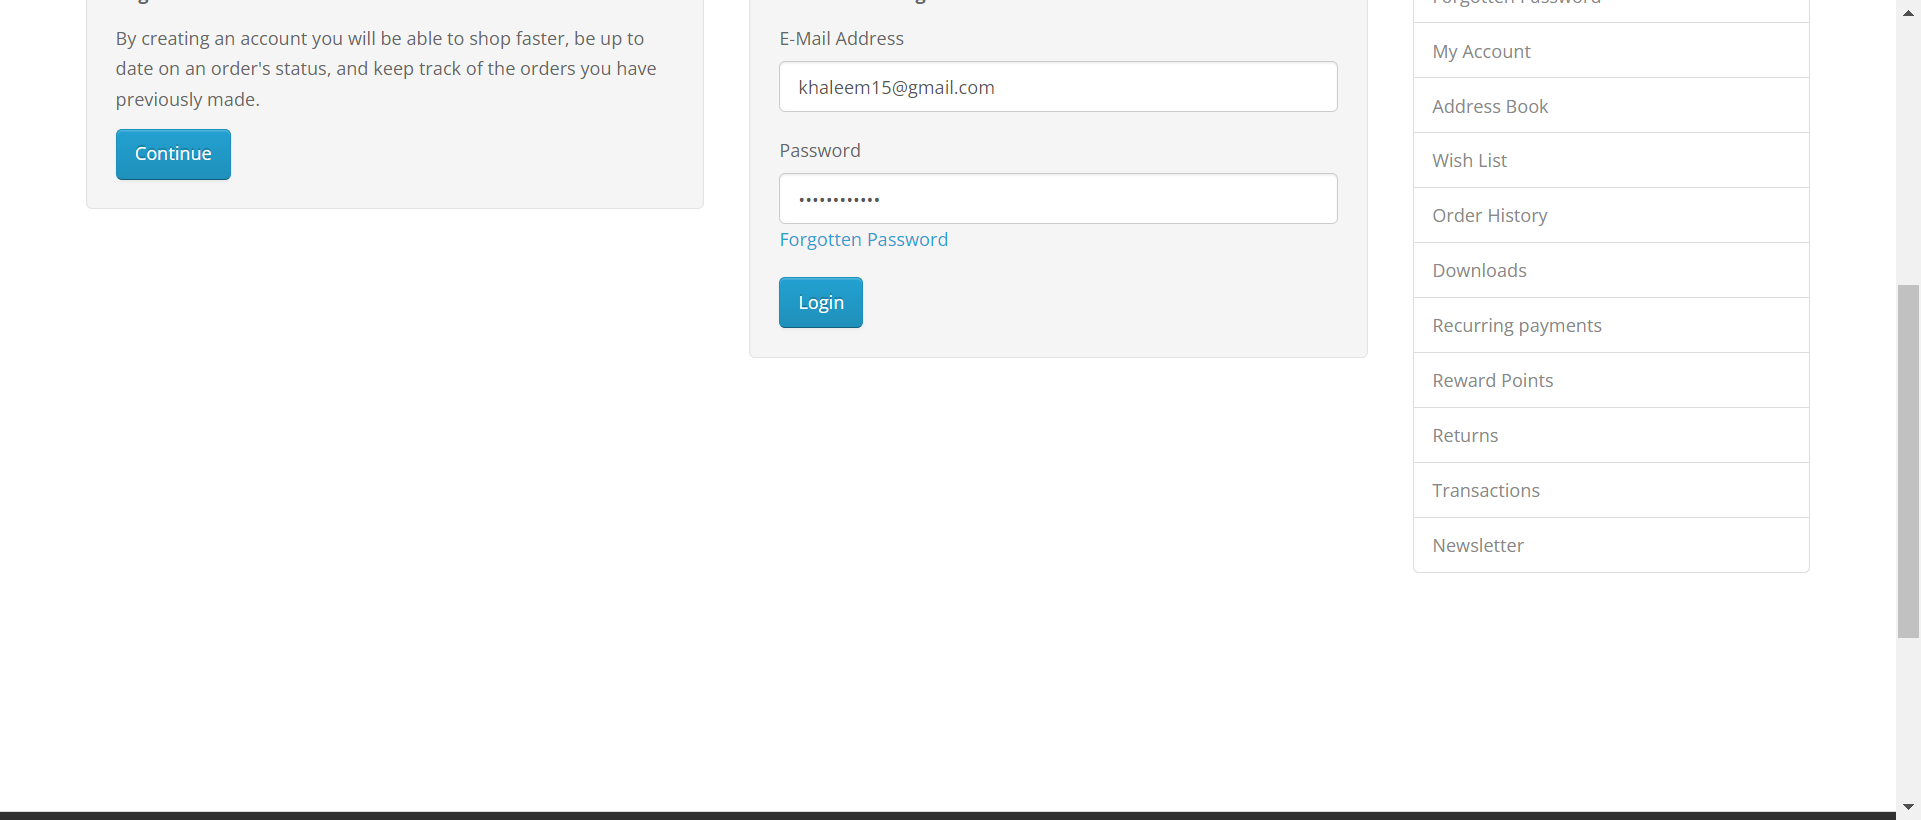 By creating an account you will be able to shop faster, be up to
date on an order's status, and keep track of the orders you have
previously made.
Continue
E-Mail Address
khaleem15@gmail.com
Password
••••••••••••
Forgotten Password
Login
Forgotten Password
My Account
Address Book
Wish List
Order History
Downloads
Recurring payments
Reward Points
Returns
Transactions
Newsletter